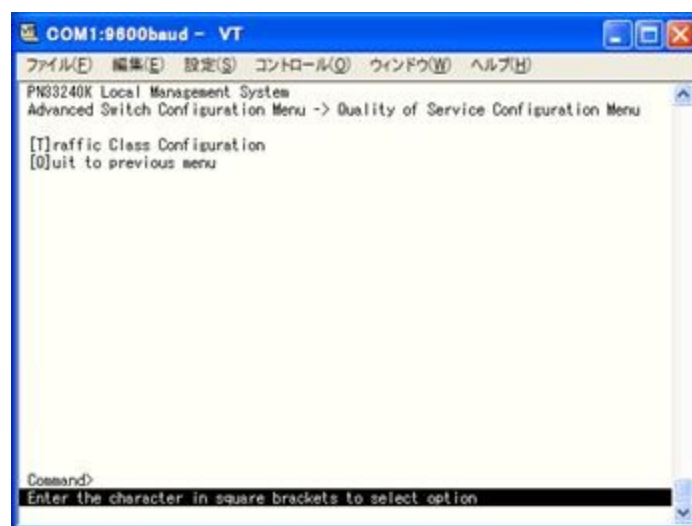 COM1:9600baud - VT
ファイル(F) 編集(E) 設定(S) コントロール(O) ウィンドウ(W) ヘルプ(H)
PN33240K Local Management System
Advanced Switch Configuration Menu -> Quality of Service Configuration Menu
[T]raffic Class Configuration
[Q]uit to previous menu
Command>
Enter the character in square brackets to select option